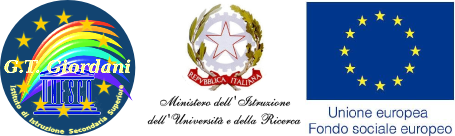 G.T. Giordani
IISCI
Istituto di Istruzione Secondaria Superiore
REPVBBLICA ITALIANA
Ministero dell'Istruzione
dell'Università e della Ricerca
Unione europea
Fondo sociale europeo